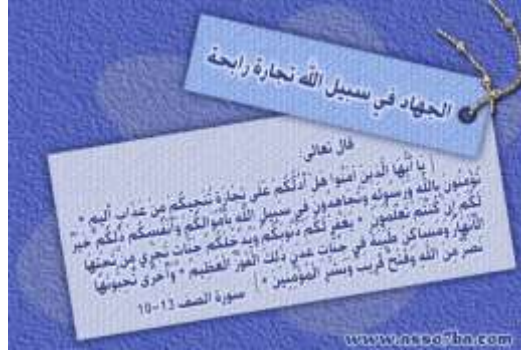 الجهاد في سبيل الله تجارة رابحة
قال تعالى:
{ يا أيها الذين آمنوا هل أدلكم على تجارة تنجيكم من عذاب أليم *
تؤمنون بالله ورسوله وتجاهدون في سبيل الله بأموالكم وأنفسكم ذلكم خير
لكم إن كنتم تعلمون * يغفر لكم ذنوبكم ويدخلكم جنات تجري من تحتها
الأنهار ومساكن طيبة في جنات عدن ذلك الفوز العظيم * وأخرى تحبونها
نصر من الله وفتح قريب وبشر المؤمنين * } سورة الصف 13-10